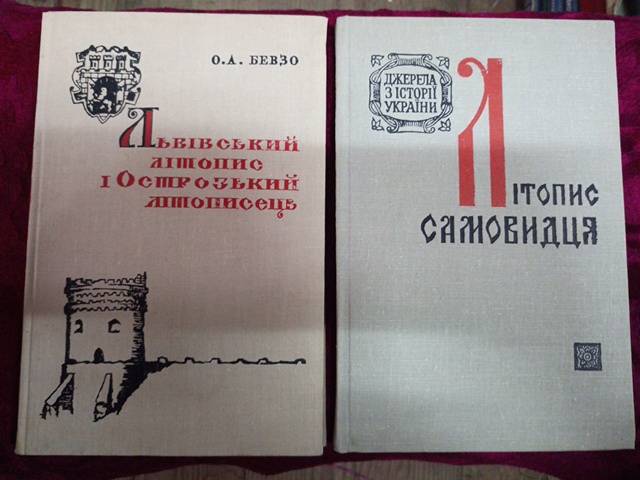 О.А. БЕВЗО
ЛЬВІВСЬКИЙ
ЛІТОПИС
І ОСТРОЗЬКИЙ
ЛІТОПИСЕЦЬ
ДЖЕРЕЛА
З ІСТОРІЇ
УКРАЇНИ
ЛІТОПИС
САМОВИДЦЯ